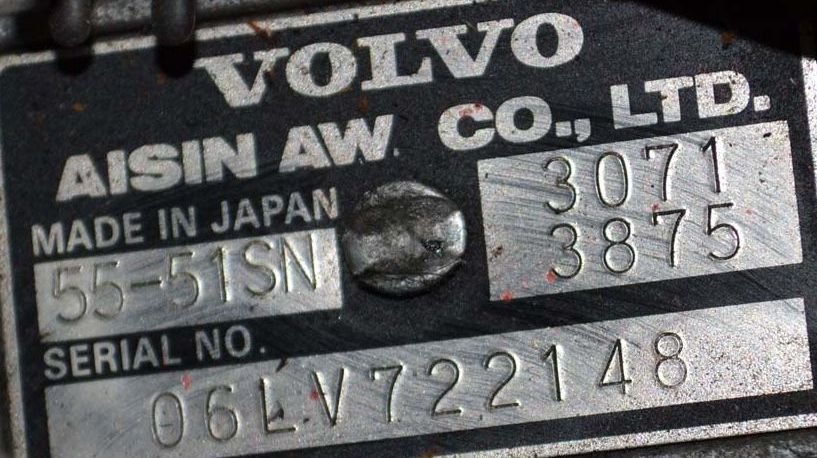 VOLVO
AISIN AW. CO., LTD.
MADE IN JAPAN
3071
55-51SN
3875
SERIAL NO.
06LV722148